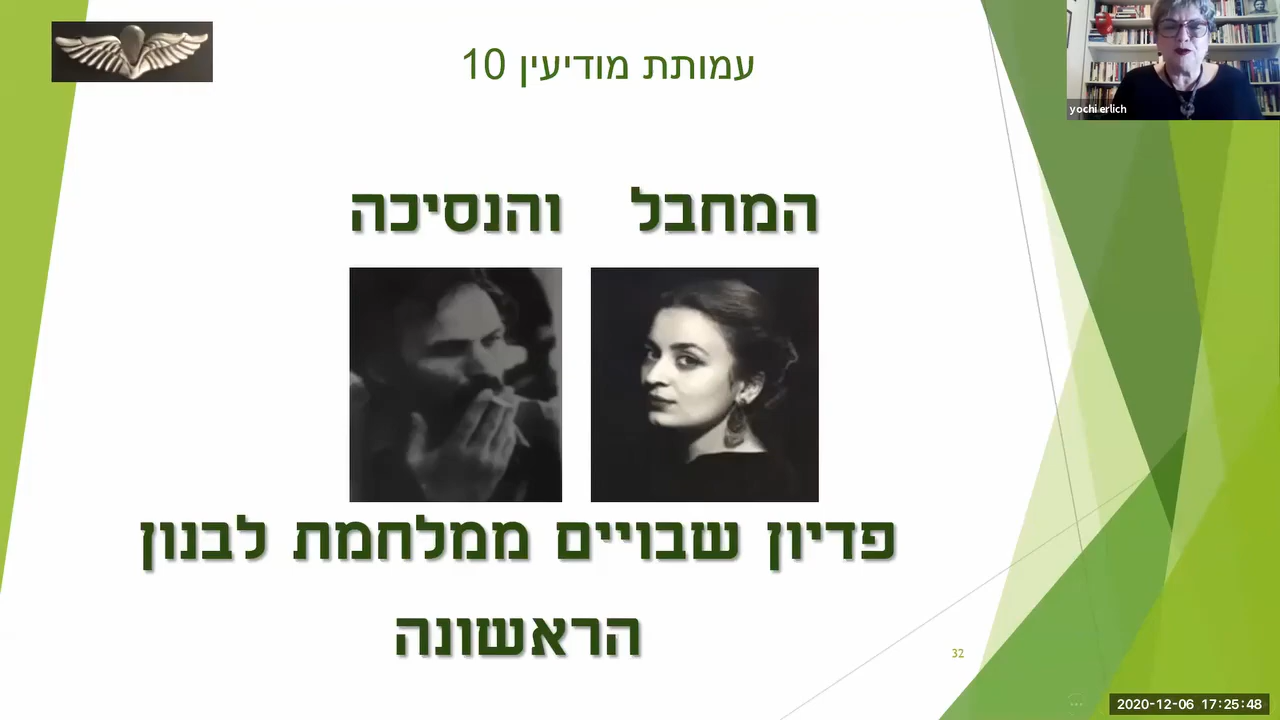 עמותת מודיעין 10
yochi erlich
המחבל והנסיכה
פדיון שבויים ממלחמת לבנון
הראשונה
32
2020-12-06 17:25:48